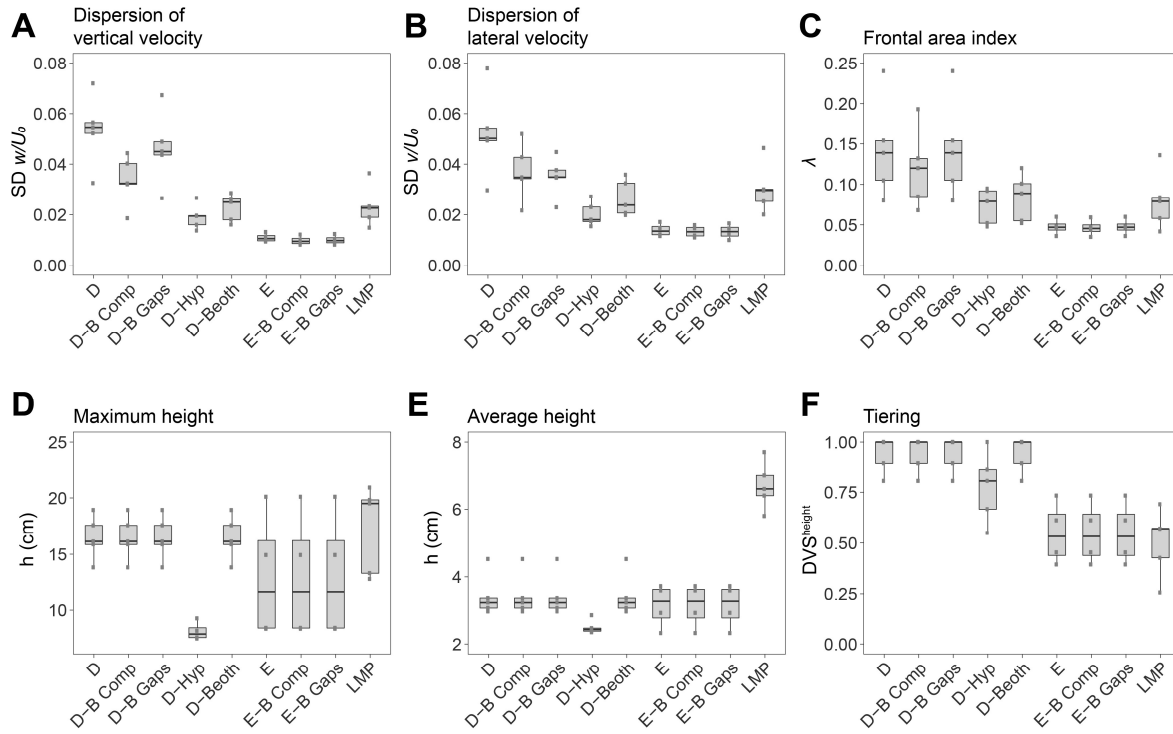 A
Dispersion of
vertical velocity
SD w/U₀
0.08
0.06
0.04
0.02
0.00
D
D−B Comp
D−B Gaps
D−Hyp
D−Beoth
E
E−B Comp
E−B Gaps
LMP
B
Dispersion of
lateral velocity
SD v/U₀
0.08
0.06
0.04
0.02
0.00
D
D−B Comp
D−B Gaps
D−Hyp
D−Beoth
E
E−B Comp
E−B Gaps
LMP
C
Frontal area index
λ
0.25
0.20
0.15
0.10
0.05
0.00
D
D−B Comp
D−B Gaps
D−Hyp
D−Beoth
E
E−B Comp
E−B Gaps
LMP
D
Maximum height
h (cm)
25
20
15
10
D
D−B Comp
D−B Gaps
D−Hyp
D−Beoth
E
E−B Comp
E−B Gaps
LMP
E
Average height
h (cm)
8
6
4
2
D
D−B Comp
D−B Gaps
D−Hyp
D−Beoth
E
E−B Comp
E−B Gaps
LMP
F
Tiering
DVS^height
1.00
0.75
0.50
0.25
0.00
D
D−B Comp
D−B Gaps
D−Hyp
D−Beoth
E
E−B Comp
E−B Gaps
LMP